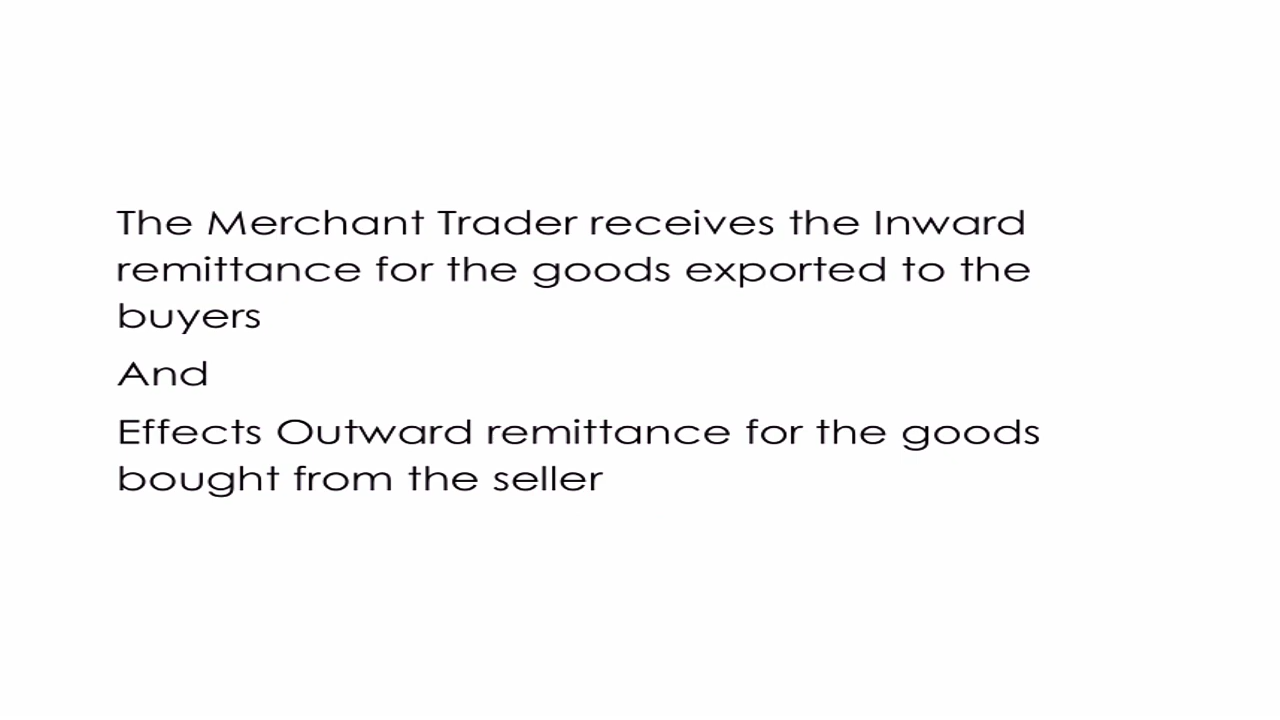 The Merchant Trader receives the Inward
remittance for the goods exported to the
buyers
And
Effects Outward remittance for the goods
bought from the seller